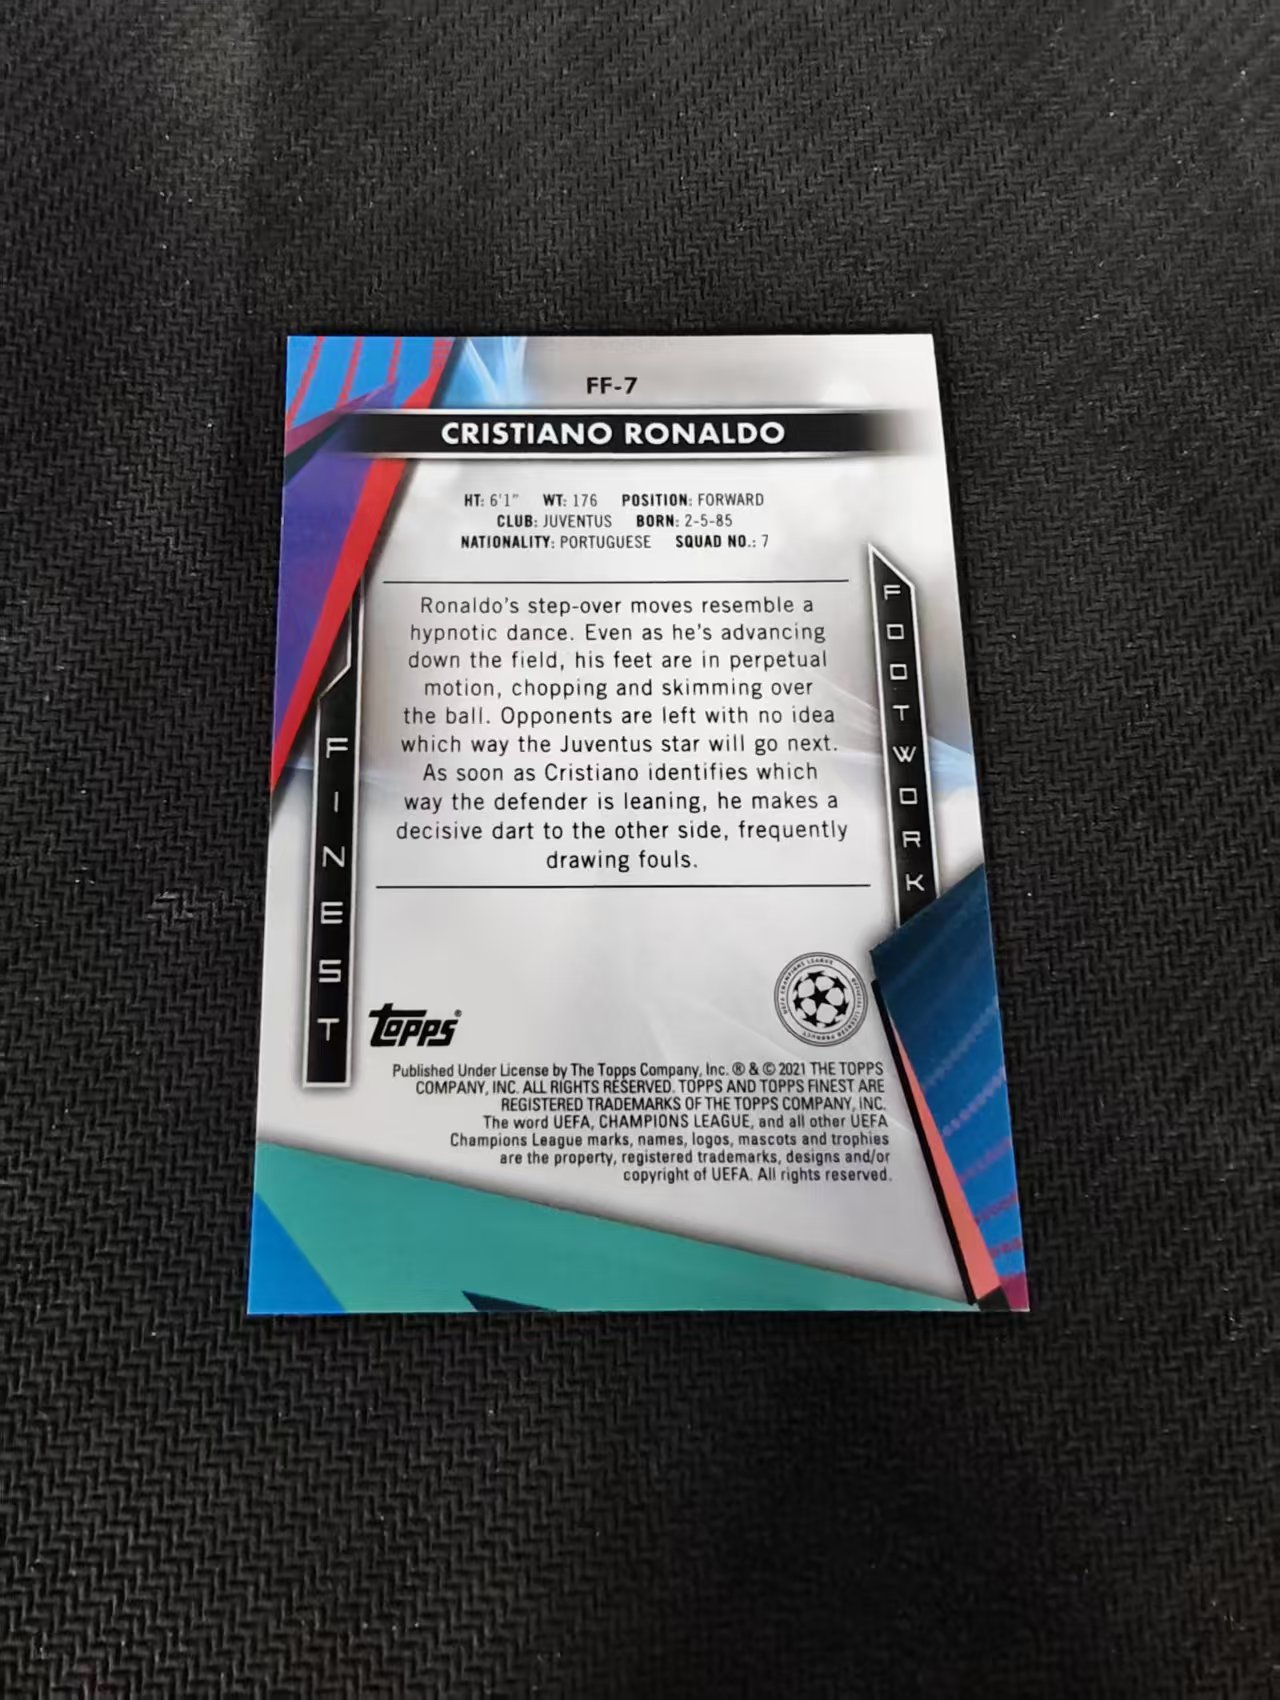 FF-7
CRISTIANO RONALDO
HT: 6'1" WT: 176 POSITION: FORWARD
CLUB: JUVENTUS BORN: 2-5-85
NATIONALITY: PORTUGUESE SQUAD NO.: 7
Ronaldo's step-over moves resemble a
hypnotic dance. Even as he's advancing
down the field, his feet are in perpetual
motion, chopping and skimming over
the ball. Opponents are left with no idea
which way the Juventus star will go next.
As soon as Cristiano identifies which
way the defender is leaning, he makes a
decisive dart to the other side, frequently
drawing fouls.
FINEST
FOOTWORK
topps®
UEFA CHAMPIONS LEAGUE OFFICIAL LICENSED PRODUCT
Published Under License by The Topps Company, Inc. ® & © 2021 THE TOPPS
COMPANY, INC. ALL RIGHTS RESERVED. TOPPS AND TOPPS FINEST ARE
REGISTERED TRADEMARKS OF THE TOPPS COMPANY, INC.
The word UEFA, CHAMPIONS LEAGUE, and all other UEFA
Champions League marks, names, logos, mascots and trophies
are the property, registered trademarks, designs and/or
copyright of UEFA. All rights reserved.